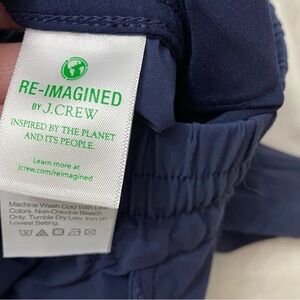 RE-IMAGINED
BY J.CREW
INSPIRED BY THE PLANET
AND ITS PEOPLE.
Learn more at
jcrew.com/reimagined
Machine Wash Cold With Like
Colors. Non-Chlorine Bleach
Only. Tumble Dry Low. Iron on
Lowest Setting.